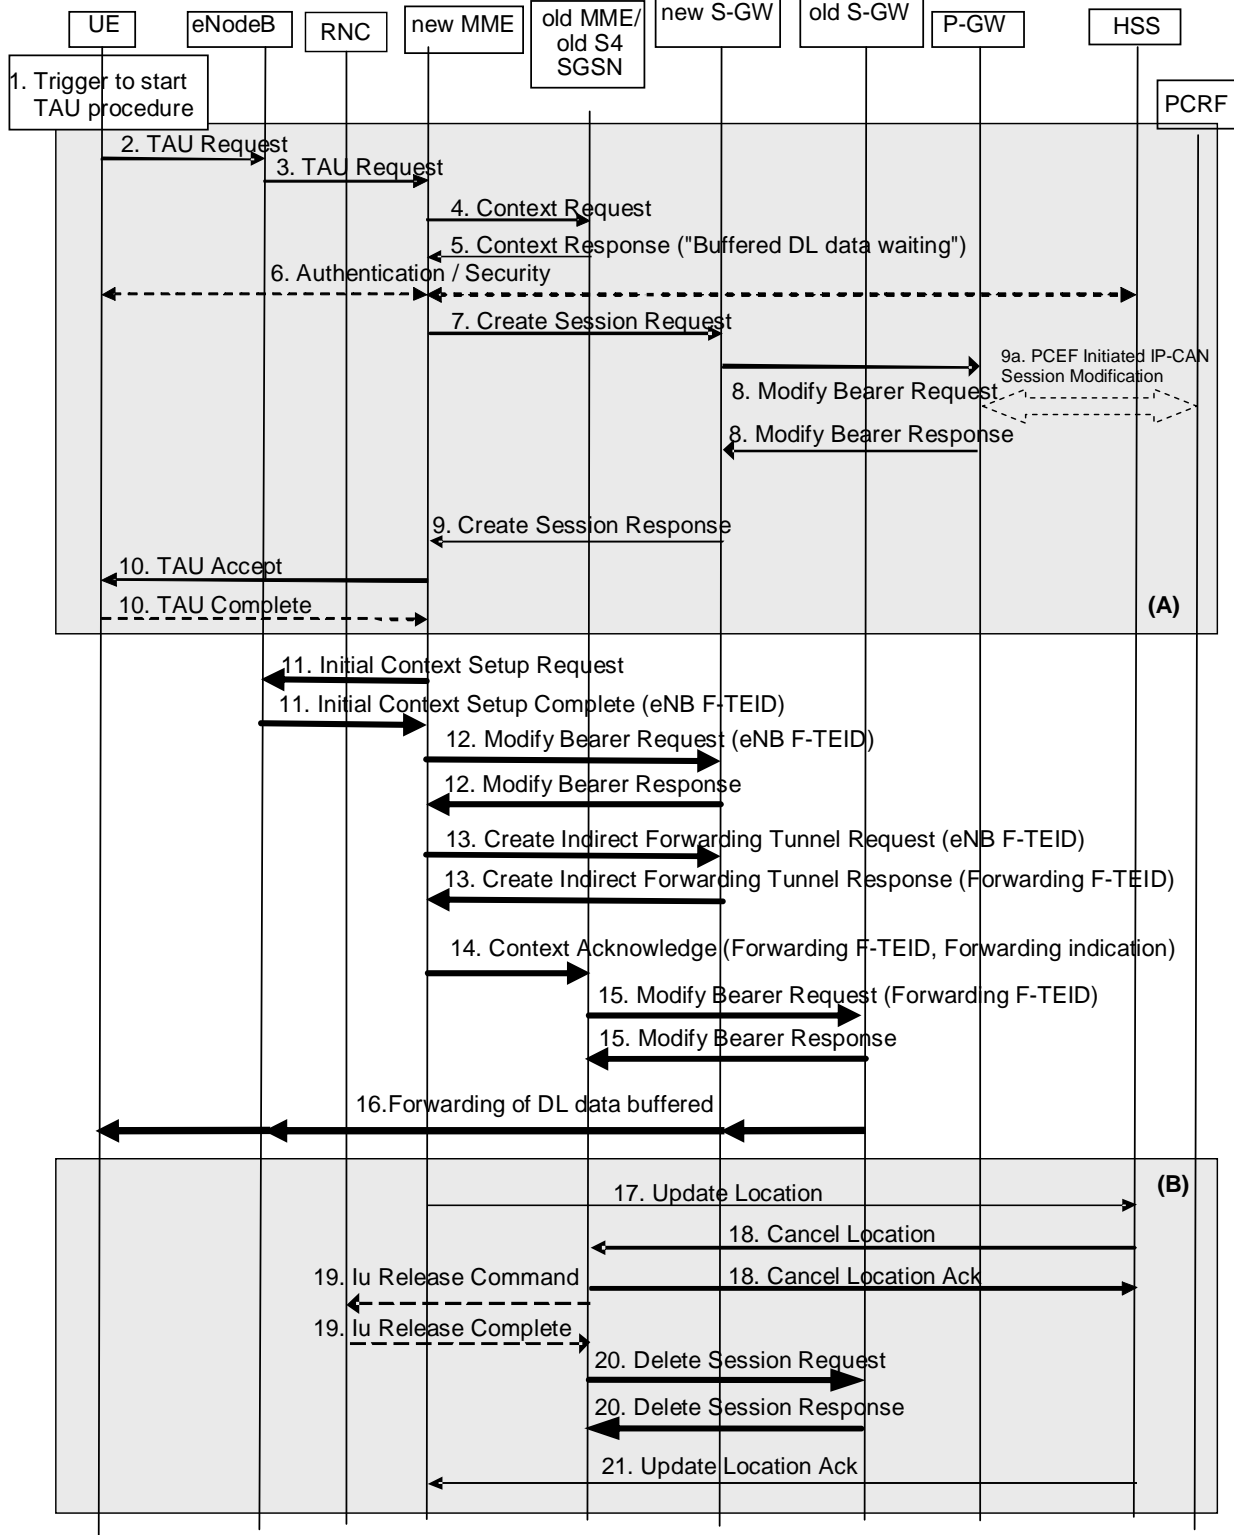 UE
eNodeB
RNC
new MME
old MME/
old S4
SGSN
new S-GW
old S-GW
P-GW
HSS
PCRF
1. Trigger to start
TAU procedure
2. TAU Request
3. TAU Request
4. Context Request
5. Context Response ("Buffered DL data waiting")
6. Authentication / Security
7. Create Session Request
9a. PCEF Initiated IP-CAN
Session Modification
8. Modify Bearer Request
8. Modify Bearer Response
9. Create Session Response
10. TAU Accept
10. TAU Complete
(A)
11. Initial Context Setup Request
11. Initial Context Setup Complete (eNB F-TEID)
12. Modify Bearer Request (eNB F-TEID)
12. Modify Bearer Response
13. Create Indirect Forwarding Tunnel Request (eNB F-TEID)
13. Create Indirect Forwarding Tunnel Response (Forwarding F-TEID)
14. Context Acknowledge (Forwarding F-TEID, Forwarding indication)
15. Modify Bearer Request (Forwarding F-TEID)
15. Modify Bearer Response
16.Forwarding of DL data buffered
(B)
17. Update Location
18. Cancel Location
19. Iu Release Command
18. Cancel Location Ack
19. Iu Release Complete
20. Delete Session Request
20. Delete Session Response
21. Update Location Ack